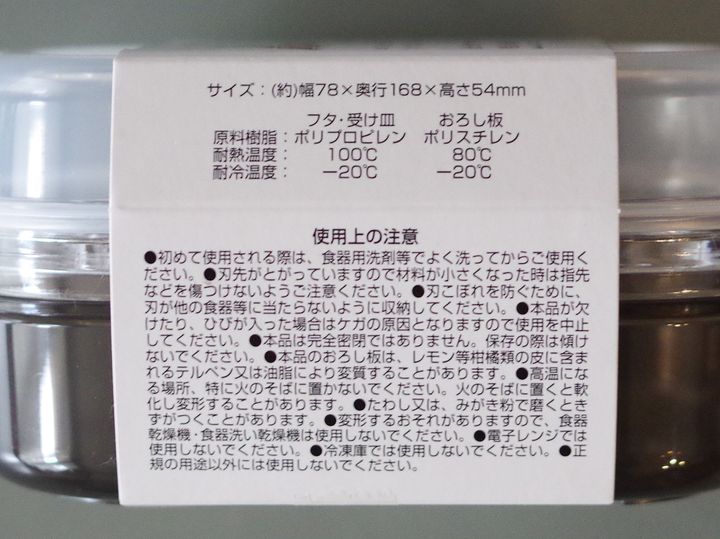 サイズ：(約)幅78×奥行168×高さ54mm
フタ・受け皿 おろし板
原料樹脂：ポリプロピレン ポリスチレン
耐熱温度： 100℃ 80℃
耐冷温度： －20℃ －20℃
使用上の注意
●初めて使用される際は、食器用洗剤等でよく洗ってからご使用く
ださい。●刃先がとがっていますので材料が小さくなった時は指先
などを傷つけないようご注意ください。●刃こぼれを防ぐために、
刃が他の食器等に当たらないように収納してください。●本品が欠
けたり、ひびが入った場合はケガの原因となりますので使用を中止
してください。●本品は完全密閉ではありません。保存の際は傾け
ないでください。●本品のおろし板は、レモン等柑橘類の皮に含ま
れるテルペン又は油脂により変質することがあります。●高温にな
る場所、特に火のそばに置かないでください。火のそばに置くと軟
化し変形することがあります。●たわし又は、みがき粉で磨くとき
ずがつくことがあります。●変形するおそれがありますので、食器
乾燥機・食器洗い乾燥機は使用しないでください。●電子レンジでは
使用しないでください。●冷凍庫では使用しないでください。●正
規の用途以外には使用しないでください。